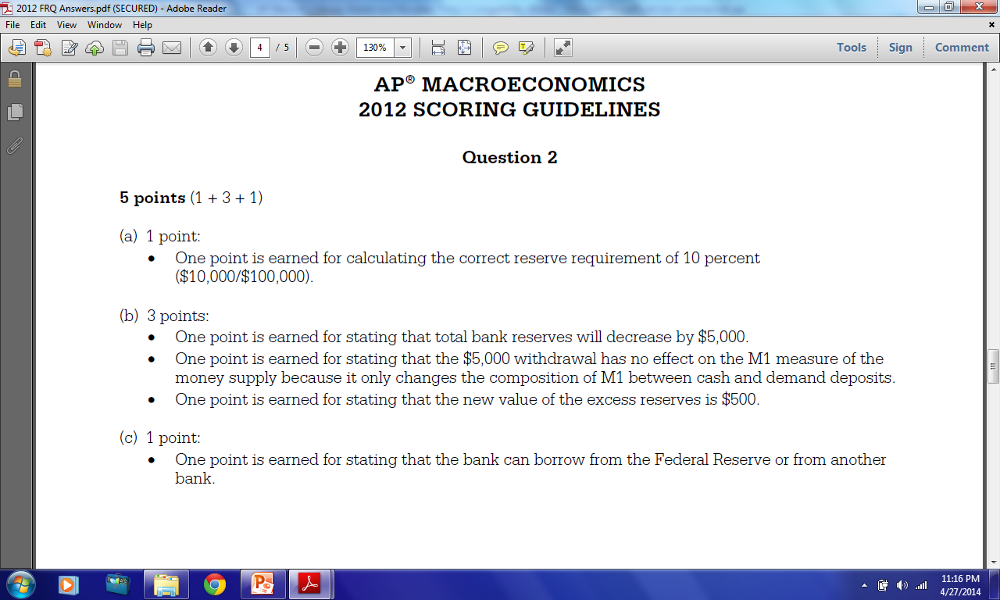 2012 FRQ Answers.pdf (SECURED) - Adobe Reader
File Edit View Window Help
4 / 5 130% Tools Sign Comment
AP® MACROECONOMICS
2012 SCORING GUIDELINES
Question 2
5 points (1 + 3 + 1)
(a) 1 point:
• One point is earned for calculating the correct reserve requirement of 10 percent
($10,000/$100,000).
(b) 3 points:
• One point is earned for stating that total bank reserves will decrease by $5,000.
• One point is earned for stating that the $5,000 withdrawal has no effect on the M1 measure of the
money supply because it only changes the composition of M1 between cash and demand deposits.
• One point is earned for stating that the new value of the excess reserves is $500.
(c) 1 point:
• One point is earned for stating that the bank can borrow from the Federal Reserve or from another
bank.
11:16 PM
4/27/2014